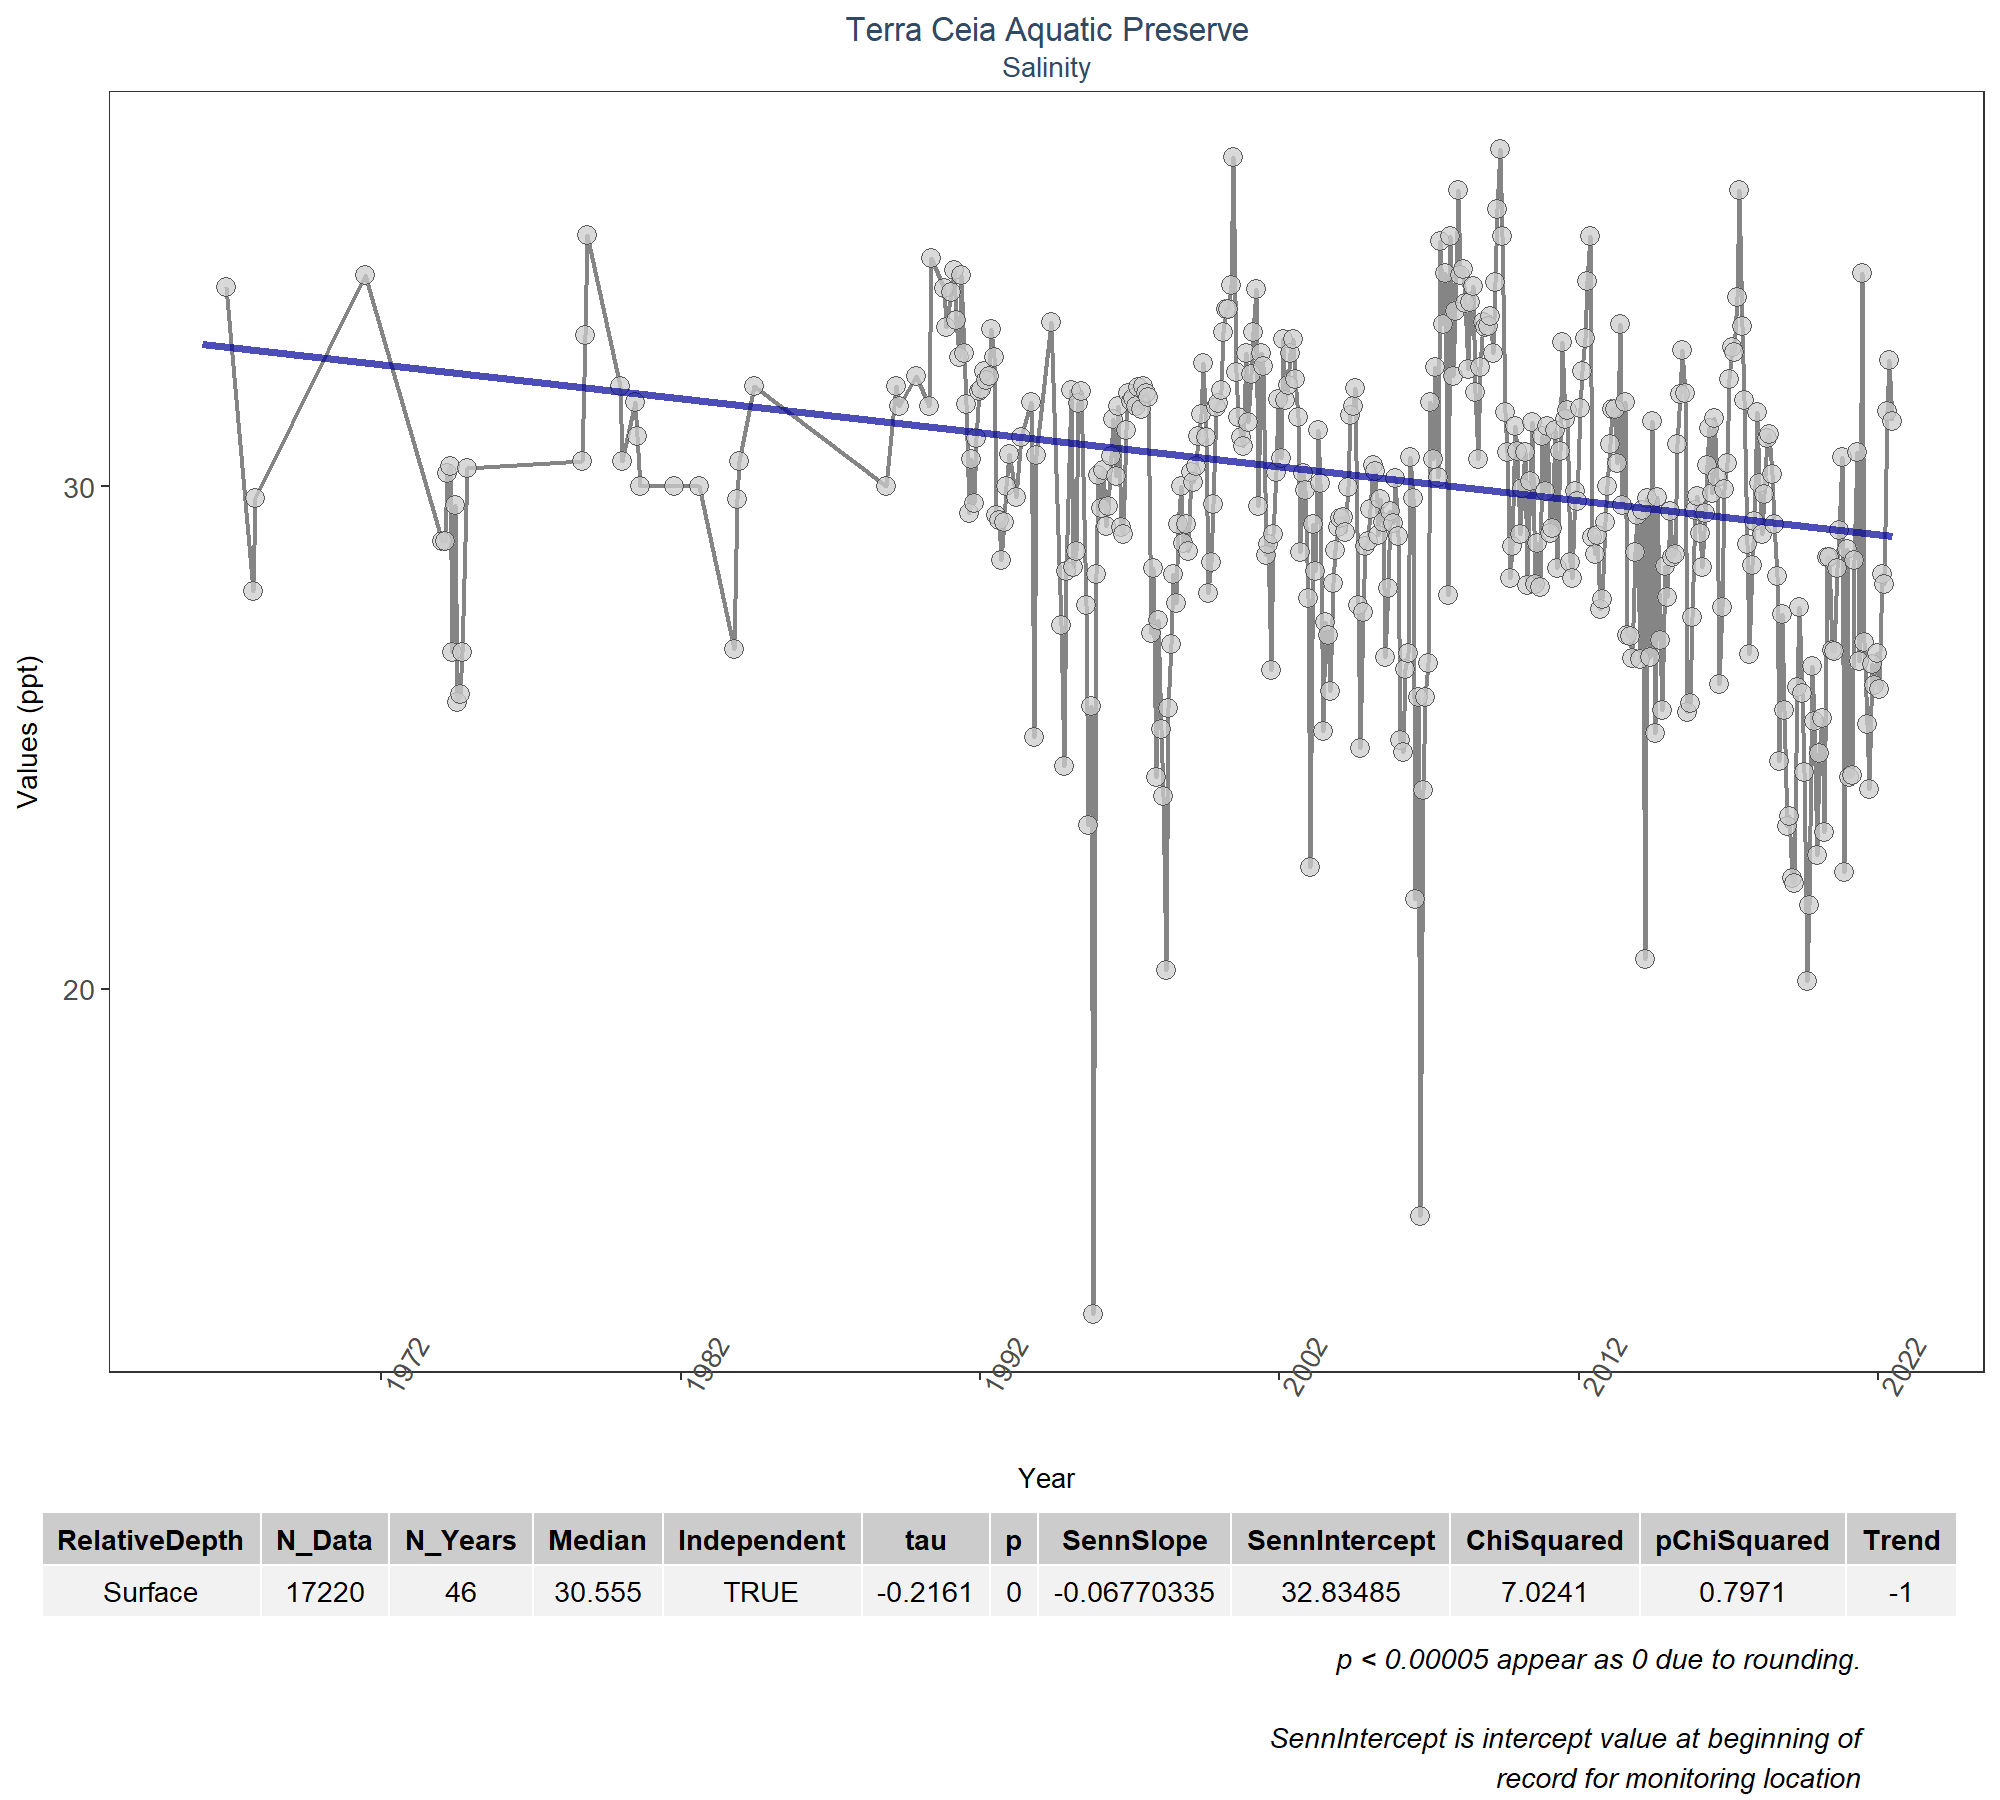 Terra Ceia Aquatic Preserve
Salinity
Values (ppt)
30
20
1972 1982 1992 2002 2012 2022
Year
RelativeDepth N_Data N_Years Median Independent tau p SennSlope SennIntercept ChiSquared pChiSquared Trend
Surface 17220 46 30.555 TRUE -0.2161 0 -0.06770335 32.83485 7.0241 0.7971 -1
p < 0.00005 appear as 0 due to rounding.
SennIntercept is intercept value at beginning of
record for monitoring location